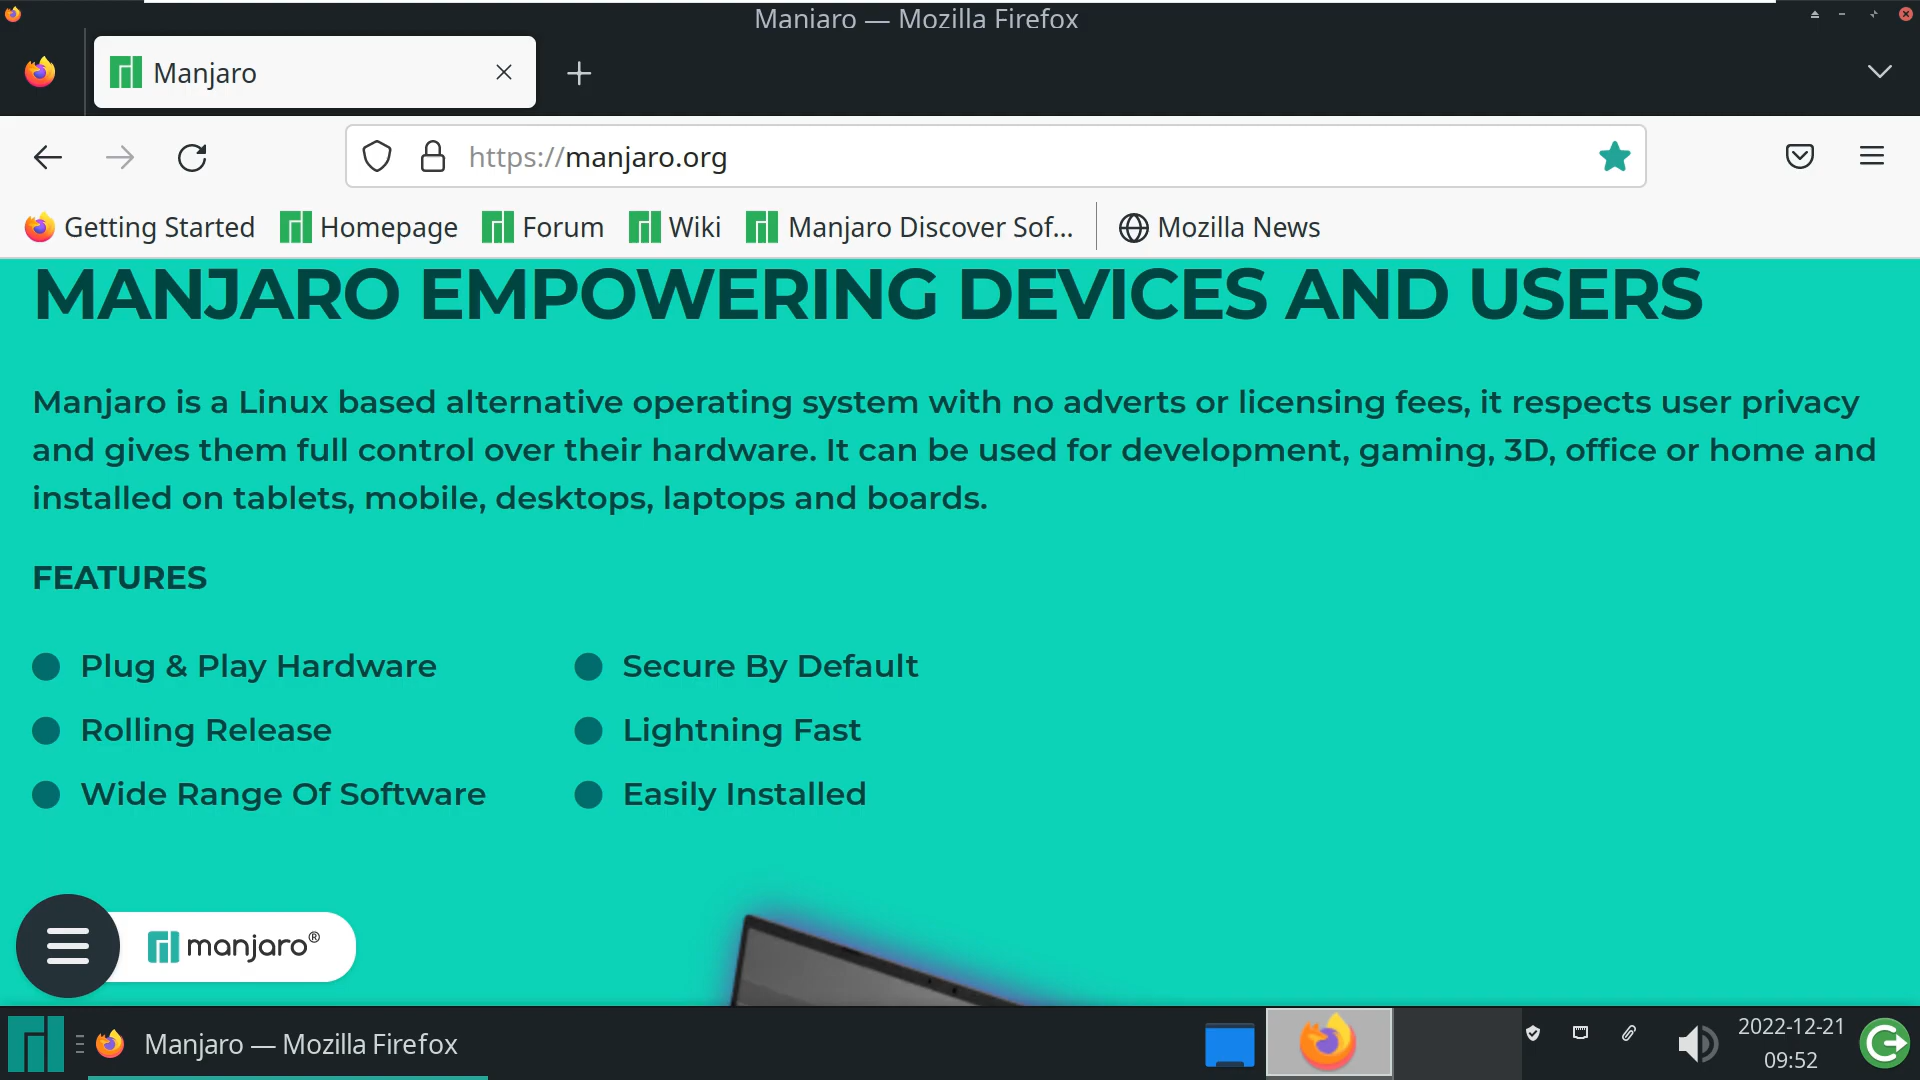 Manjaro — Mozilla Firefox
Manjaro
https://manjaro.org
Getting Started Homepage Forum Wiki Manjaro Discover Sof... Mozilla News
MANJARO EMPOWERING DEVICES AND USERS
Manjaro is a Linux based alternative operating system with no adverts or licensing fees, it respects user privacy
and gives them full control over their hardware. It can be used for development, gaming, 3D, office or home and
installed on tablets, mobile, desktops, laptops and boards.
FEATURES
Plug & Play Hardware
Rolling Release
Wide Range Of Software
Secure By Default
Lightning Fast
Easily Installed
manjaro®
Manjaro — Mozilla Firefox
2022-12-21
09:52